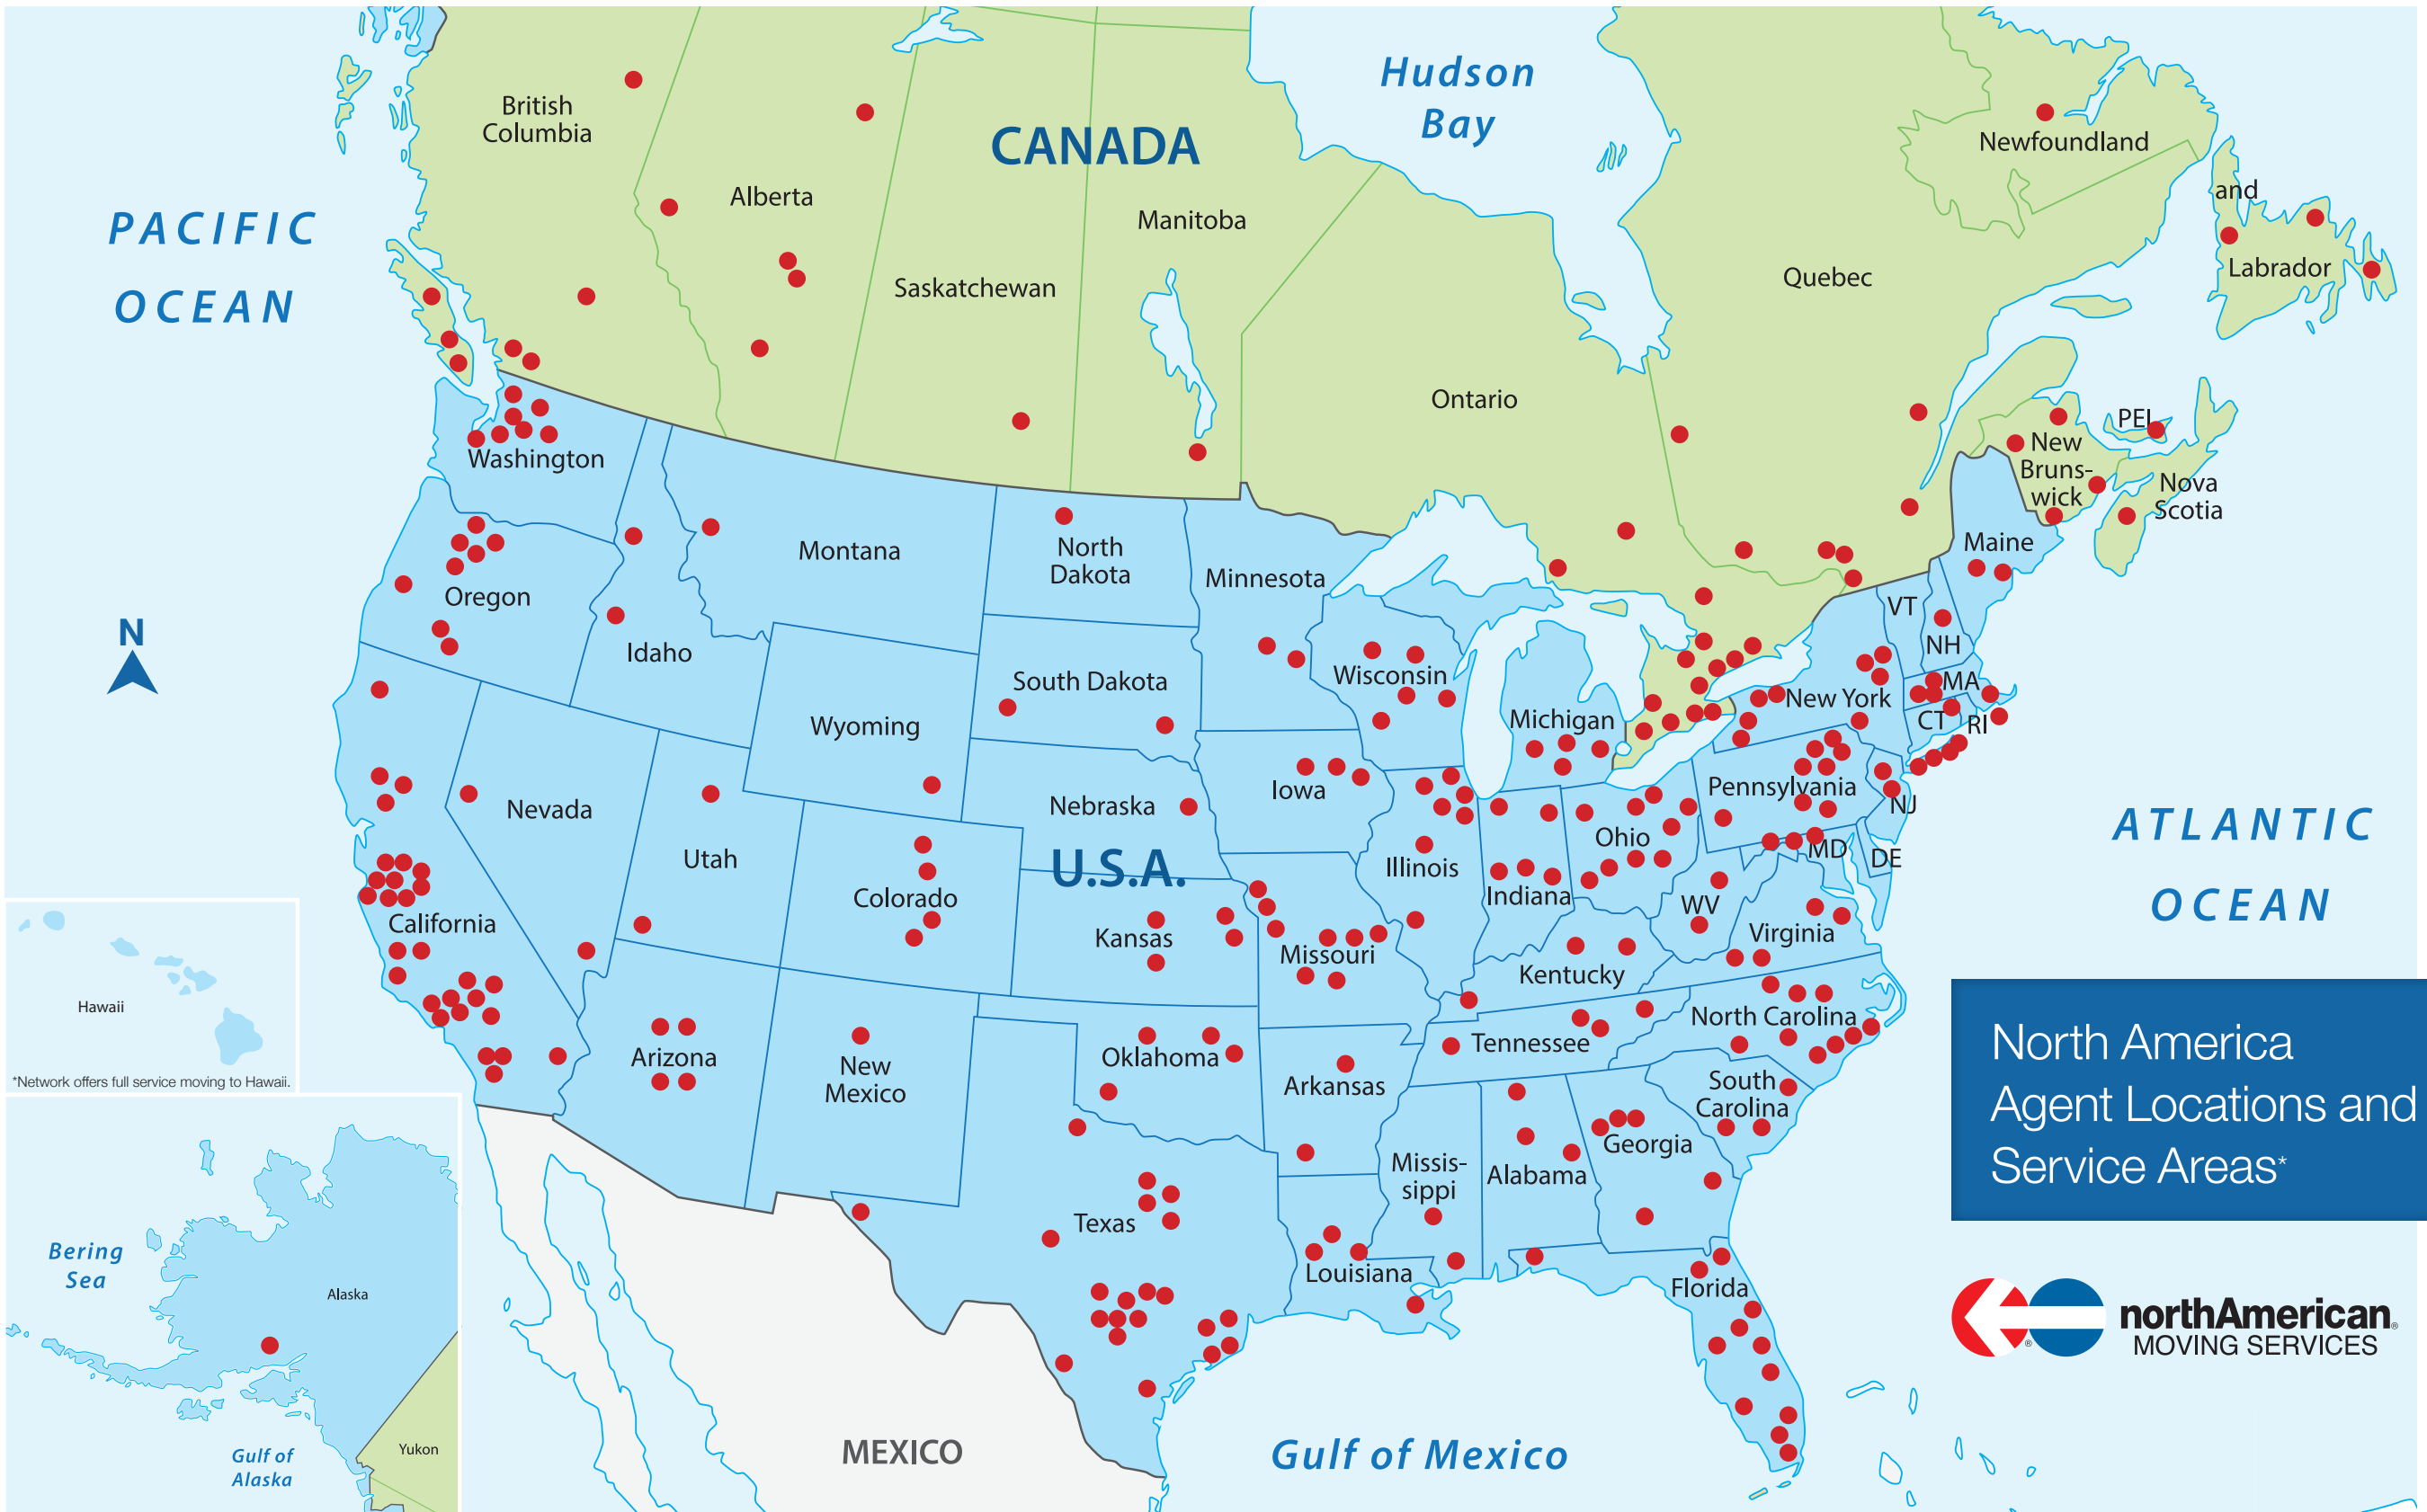 Hudson
Bay
British
Columbia
CANADA
Newfoundland
and
Labrador
Alberta
Manitoba
PACIFIC
OCEAN
Saskatchewan
Quebec
Ontario
PEI
New
Bruns-
wick
Nova
Scotia
Washington
Montana
North
Dakota
Minnesota
Maine
Oregon
VT
N
Idaho
NH
Wisconsin
South Dakota
MA
New York
Michigan
CT
RI
Wyoming
Iowa
Pennsylvania
Nebraska
NJ
Nevada
Ohio
ATLANTIC
OCEAN
Utah
U.S.A.
Illinois
MD
DE
Colorado
Indiana
WV
California
Kansas
Virginia
Missouri
Kentucky
Hawaii
*Network offers full service moving to Hawaii.
North Carolina
Tennessee
Arizona
New
Mexico
Oklahoma
Arkansas
South
Carolina
Georgia
Missis-
sippi
Alabama
Texas
Louisiana
Florida
North America
Agent Locations and
Service Areas*
Bering
Sea
Alaska
Yukon
Gulf of
Alaska
MEXICO
Gulf of Mexico
northAmerican®
MOVING SERVICES
®